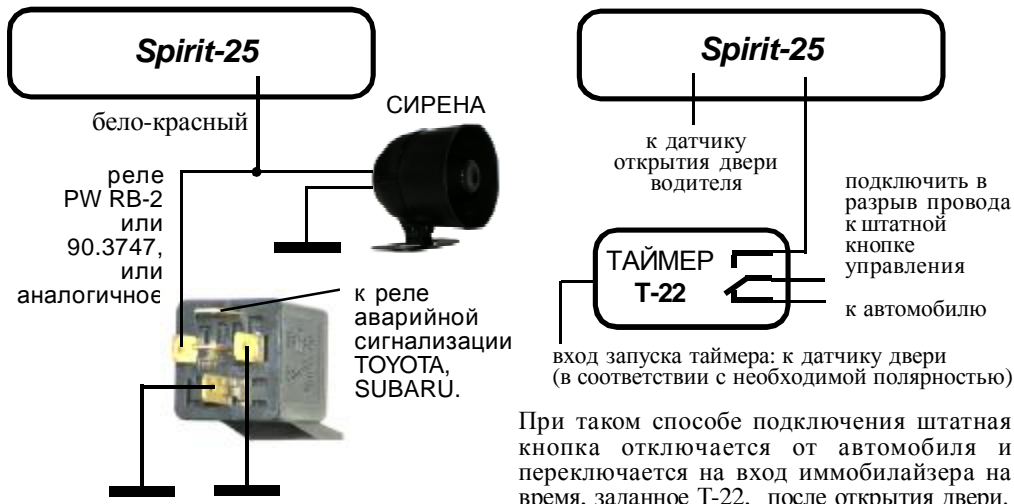 Spirit-25
бело-красный
СИРЕНА
реле
PW RB-2
или
90.3747,
или
аналогичное
к реле
аварийной
сигнализации
TOYOTA,
SUBARU.
Spirit-25
к датчику
открытия двери
водителя
подключить в
разрыв провода
к штатной
кнопке
управления
ТАЙМЕР
Т-22
к автомобилю
вход запуска таймера: к датчику двери
(в соответствии с необходимой полярностью)
При таком способе подключения штатная
кнопка отключается от автомобиля и
переключается на вход иммобилайзера на
время, заданное Т-22, после открытия двери.